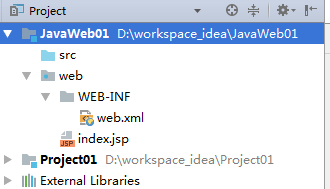 Project
JavaWeb01 D:\workspace_idea\JavaWeb01
src
web
WEB-INF
web.xml
JSP index.jsp
Project01 D:\workspace_idea\Project01
External Libraries